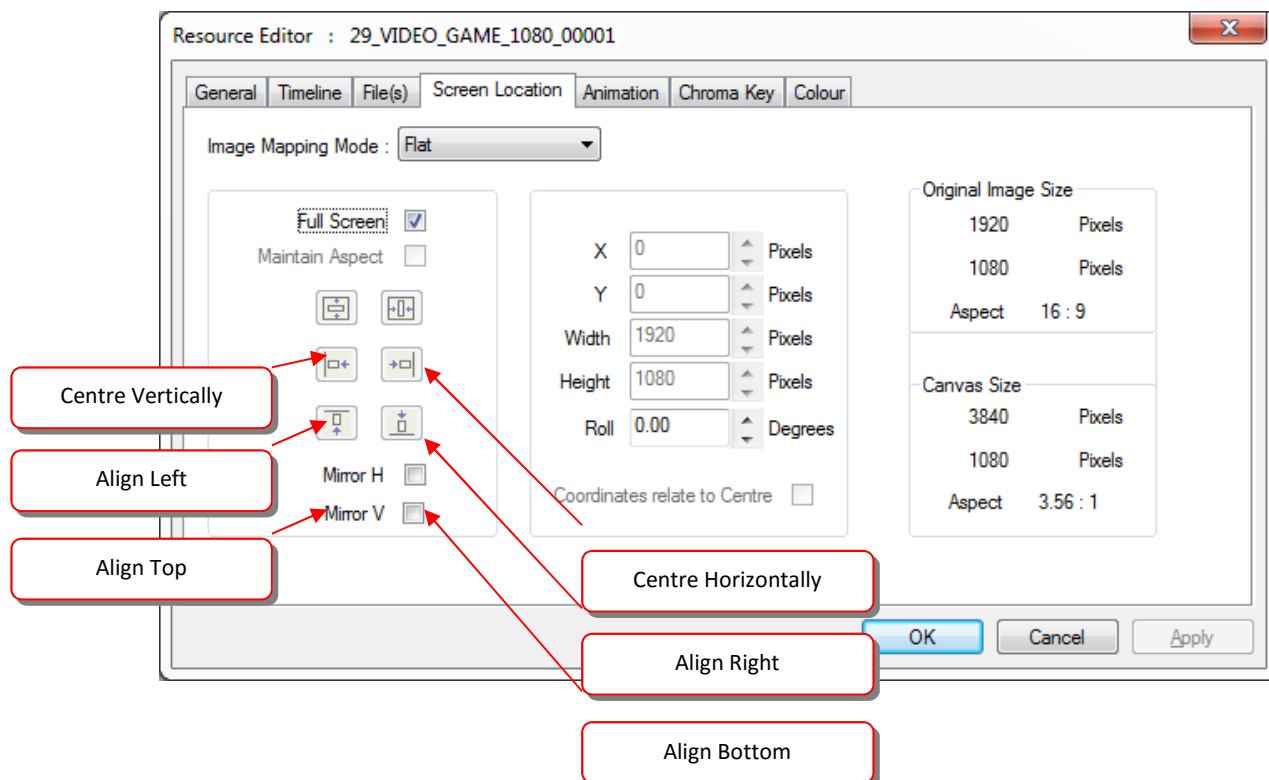 Resource Editor : 29_VIDEO_GAME_1080_00001
General Timeline File(s) Screen Location Animation Chroma Key Colour
Image Mapping Mode : Flat
Full Screen
Maintain Aspect
Mirror H
Mirror V
X 0 Pixels
Y 0 Pixels
Width 1920 Pixels
Height 1080 Pixels
Roll 0.00 Degrees
Coordinates relate to Centre
Original Image Size
1920 Pixels
1080 Pixels
Aspect 16 : 9
Canvas Size
3840 Pixels
1080 Pixels
Aspect 3.56 : 1
Centre Vertically
Align Left
Align Top
Centre Horizontally
Align Right
Align Bottom
OK Cancel Apply